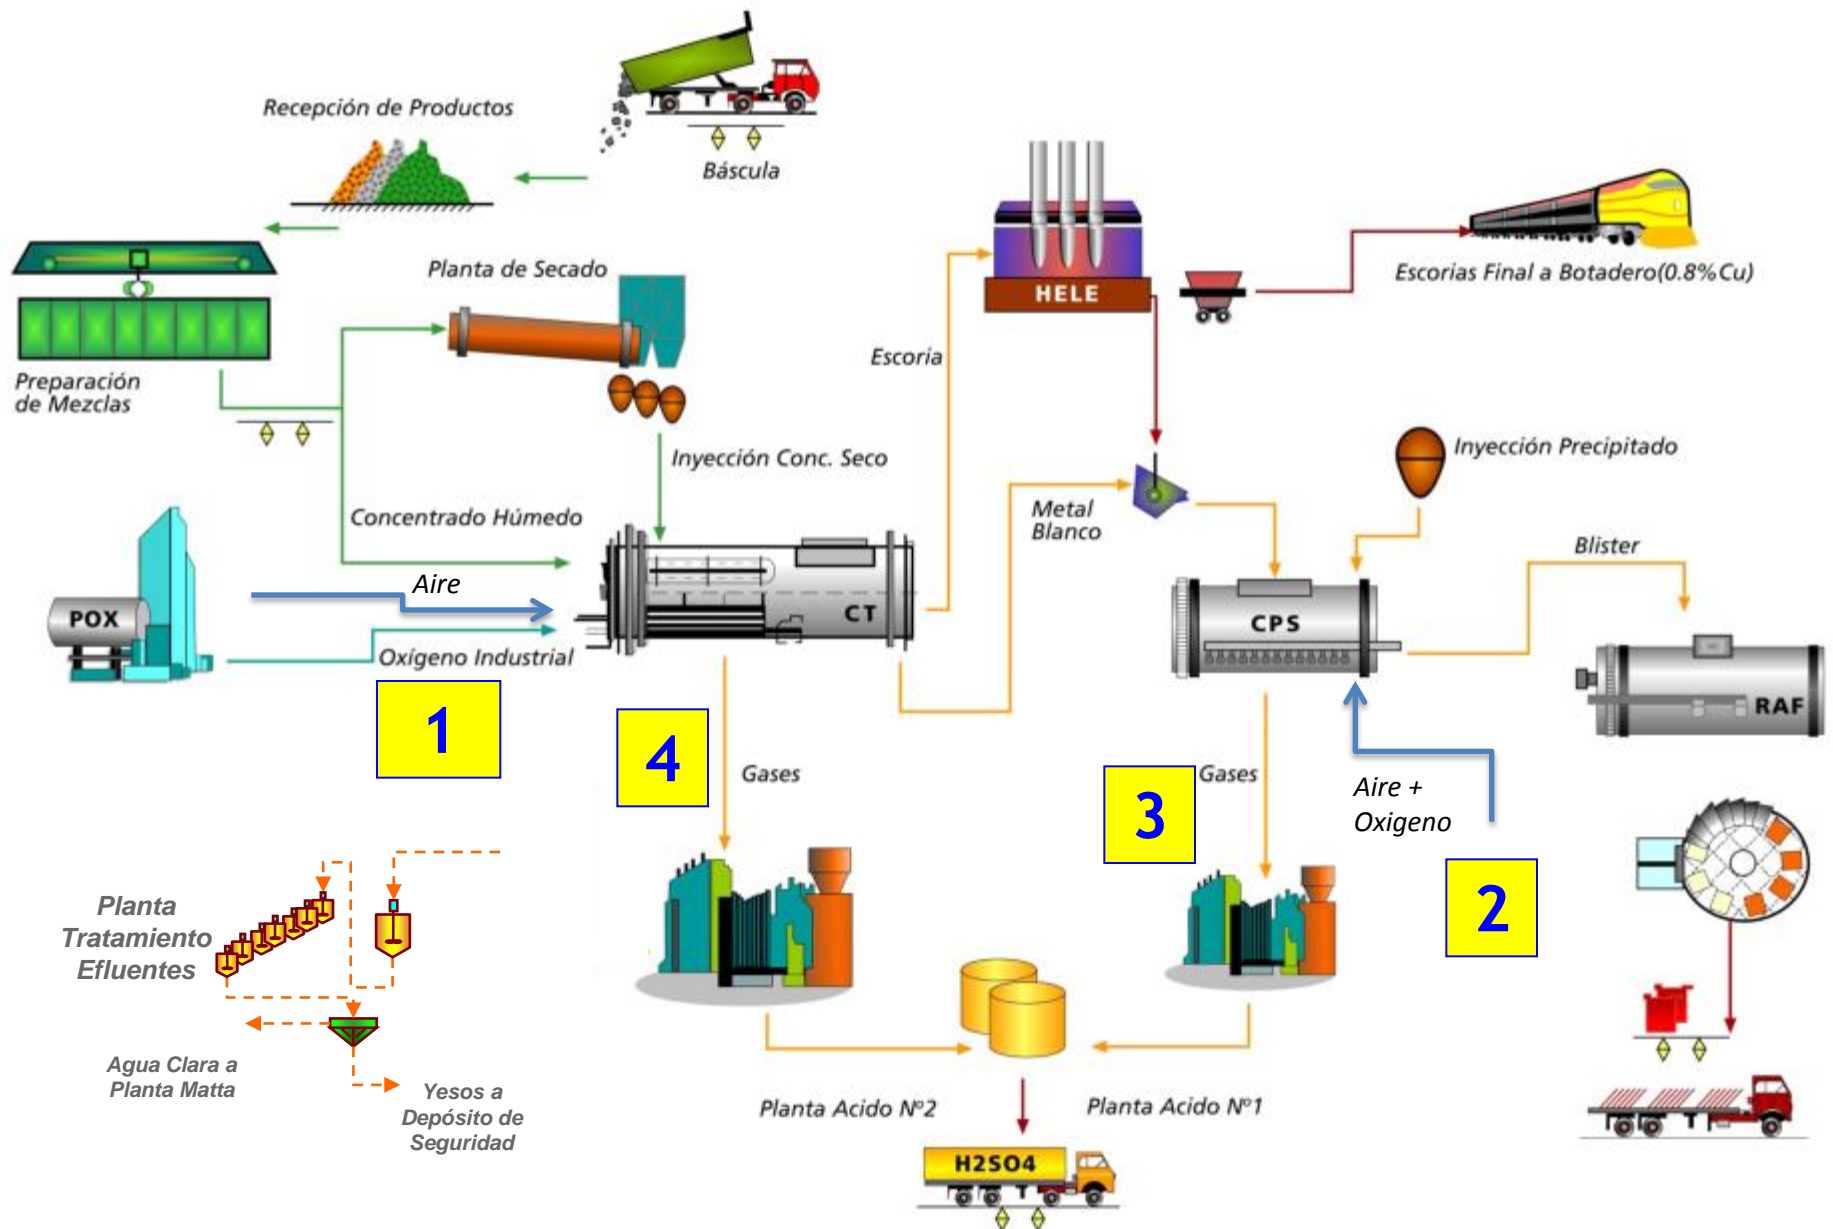 Recepción de Productos
Báscula
Planta de Secado
HELE
Escorias Final a Botadero(0.8%Cu)
Preparación
de Mezclas
Escoria
Inyección Conc. Seco
Inyección Precipitado
Concentrado Húmedo
Metal
Blanco
Blister
Aire
POX
CT
CPS
Oxígeno Industrial
RAF
1
4
Gases
3
Gases
Aire +
Oxigeno
2
Planta
Tratamiento
Efluentes
Agua Clara a
Planta Matta
Yesos a
Depósito de
Seguridad
Planta Acido Nº2
Planta Acido Nº1
H2SO4